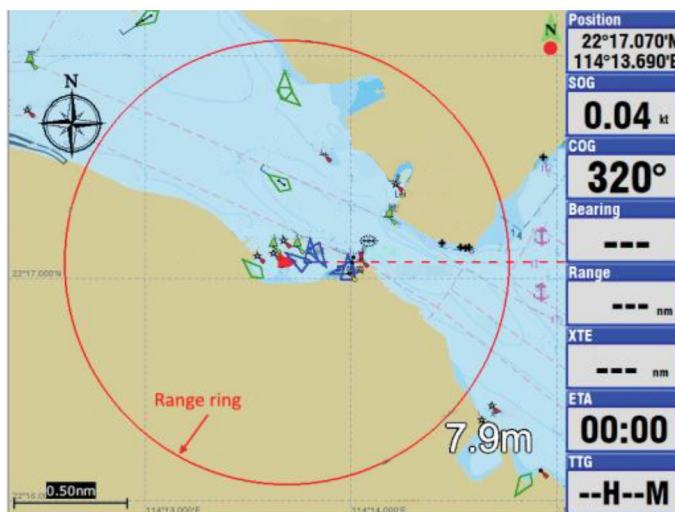 N
N
Range ring
7.9m
0.50nm
22°17.000'N
114°13.000'E
114°14.000'E
14
Position
22°17.070'N
114°13.690'E
SOG
0.04 kt
COG
320°
Bearing
---
Range
--- nm
XTE
--- nm
ETA
00:00
TTG
--H--M